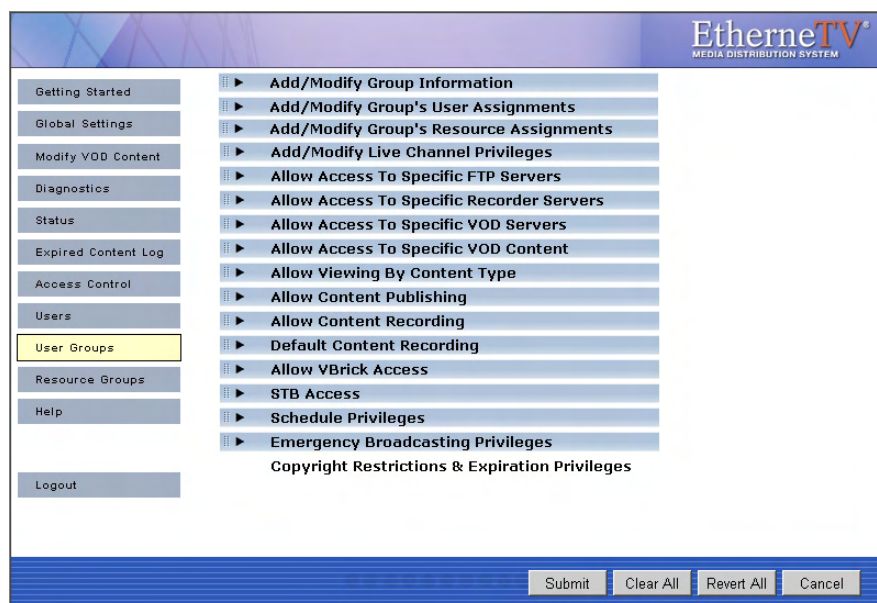 EtherneTV
MEDIA DISTRIBUTION SYSTEM
Getting Started
Global Settings
Modify VOD Content
Diagnostics
Status
Expired Content Log
Access Control
Users
User Groups
Resource Groups
Help
Logout
Add/Modify Group Information
Add/Modify Group's User Assignments
Add/Modify Group's Resource Assignments
Add/Modify Live Channel Privileges
Allow Access To Specific FTP Servers
Allow Access To Specific Recorder Servers
Allow Access To Specific VOD Servers
Allow Access To Specific VOD Content
Allow Viewing By Content Type
Allow Content Publishing
Allow Content Recording
Default Content Recording
Allow VBrick Access
STB Access
Schedule Privileges
Emergency Broadcasting Privileges
Copyright Restrictions & Expiration Privileges
Submit
Clear All
Revert All
Cancel